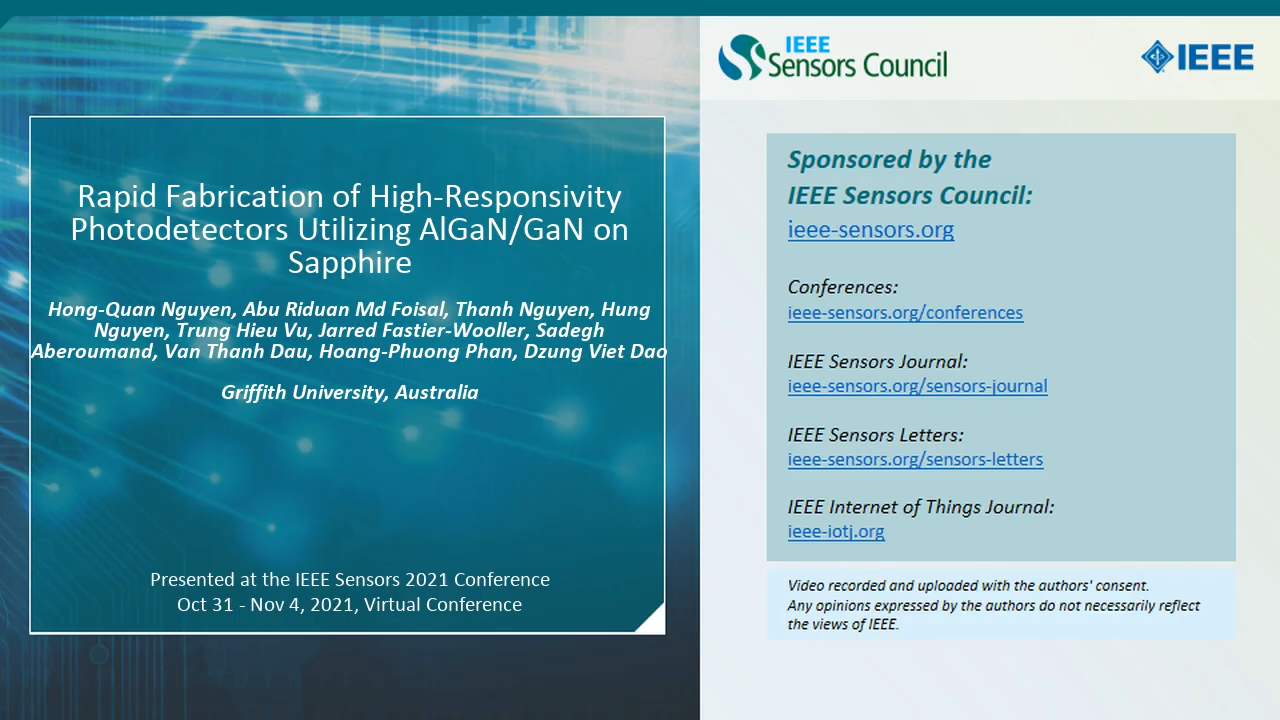 Rapid Fabrication of High-Responsivity
Photodetectors Utilizing AlGaN/GaN on
Sapphire
Hong-Quan Nguyen, Abu Riduan Md Foisal, Thanh Nguyen, Hung
Nguyen, Trung Hieu Vu, Jarred Fastier-Wooller, Sadegh
Aberoumand, Van Thanh Dau, Hoang-Phuong Phan, Dzung Viet Dao
Griffith University, Australia
Presented at the IEEE Sensors 2021 Conference
Oct 31 - Nov 4, 2021, Virtual Conference
IEEE
Sensors Council
IEEE
Sponsored by the
IEEE Sensors Council:
ieee-sensors.org
Conferences:
ieee-sensors.org/conferences
IEEE Sensors Journal:
ieee-sensors.org/sensors-journal
IEEE Sensors Letters:
ieee-sensors.org/sensors-letters
IEEE Internet of Things Journal:
ieee-iotj.org
Video recorded and uploaded with the authors' consent.
Any opinions expressed by the authors do not necessarily reflect
the views of IEEE.